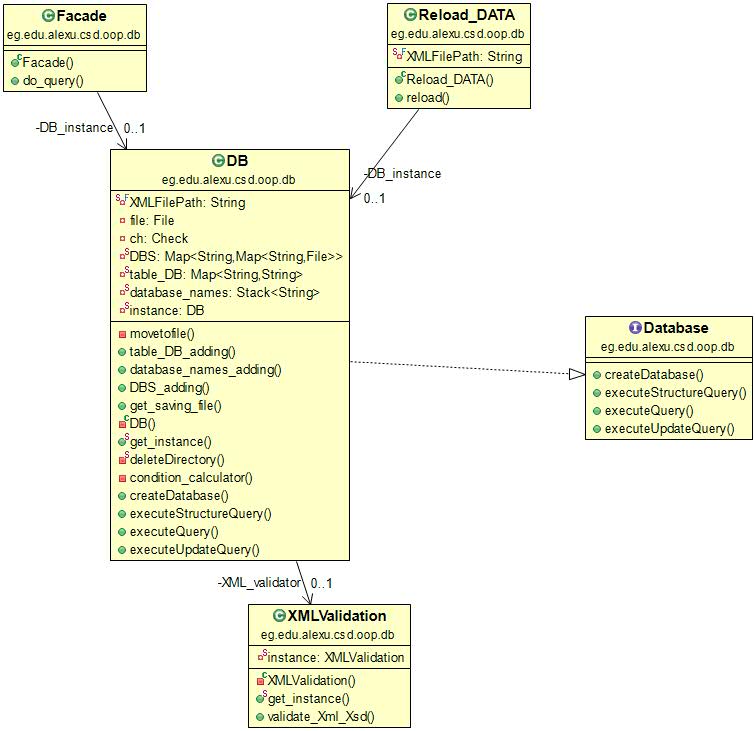 Facade
eg.edu.alexu.csd.oop.db
Facade()
do_query()
Reload_DATA
eg.edu.alexu.csd.oop.db
XMLFilePath: String
Reload_DATA()
reload()
-DB_instance 0..1
-DB_instance
0..1
DB
eg.edu.alexu.csd.oop.db
XMLFilePath: String
file: File
ch: Check
DBS: Map<String,Map<String,File>>
table_DB: Map<String,String>
database_names: Stack<String>
instance: DB
movetofile()
table_DB_adding()
database_names_adding()
DBS_adding()
get_saving_file()
DB()
get_instance()
deleteDirectory()
condition_calculator()
createDatabase()
executeStructureQuery()
executeQuery()
executeUpdateQuery()
Database
eg.edu.alexu.csd.oop.db
createDatabase()
executeStructureQuery()
executeQuery()
executeUpdateQuery()
-XML_validator 0..1
XMLValidation
eg.edu.alexu.csd.oop.db
instance: XMLValidation
XMLValidation()
get_instance()
validate_Xml_Xsd()